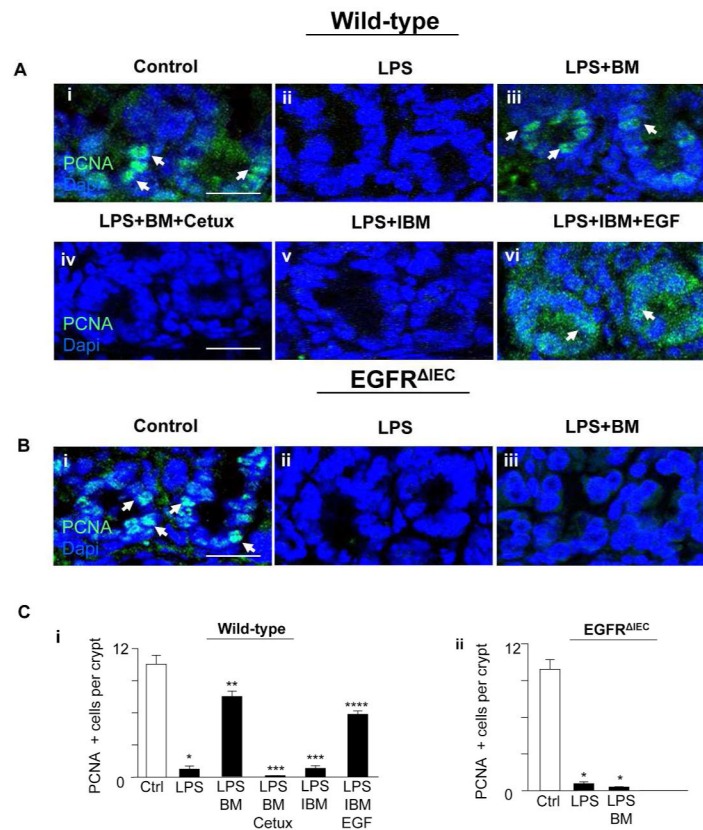 Wild-type
A
Control LPS LPS+BM
i ii iii
PCNA
Dapi
LPS+BM+Cetux LPS+IBM LPS+IBM+EGF
iv v vi
PCNA
Dapi
EGFRΔIEC
Control LPS LPS+BM
B
i ii iii
PCNA
Dapi
C
i Wild-type
PCNA + cells per crypt
12
0
* ** *** *** ****
Ctrl LPS LPS LPS LPS LPS
BM BM IBM IBM
Cetux EGF
ii EGFRΔIEC
PCNA + cells per crypt
12
0
* *
Ctrl LPS LPS
BM